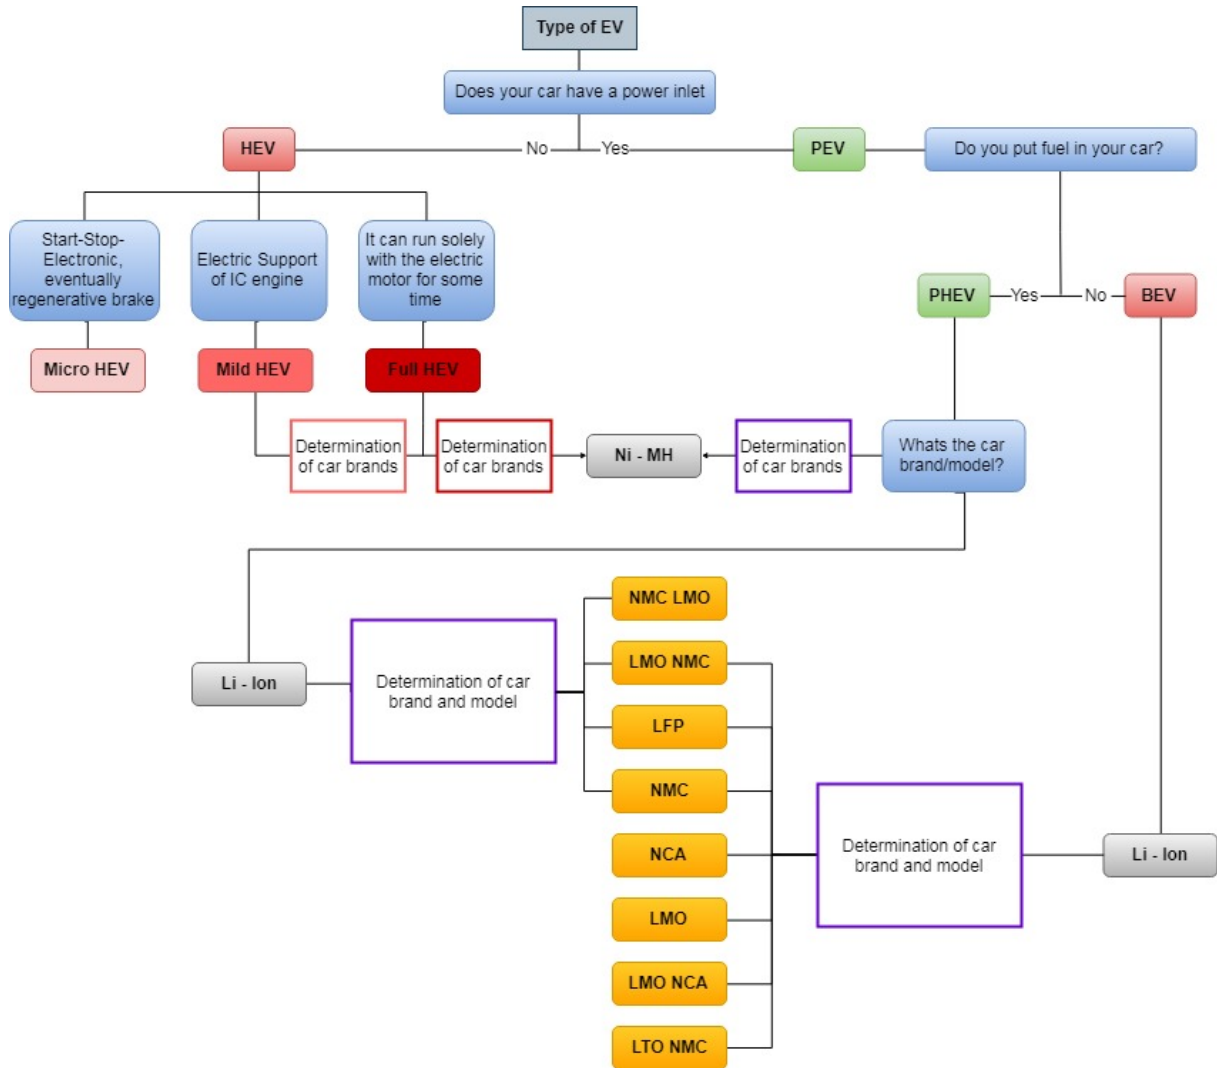 Type of EV
Does your car have a power inlet
HEV
No
Yes
PEV
Do you put fuel in your car?
Start-Stop-
Electronic,
eventually
regenerative brake
Electric Support
of IC engine
It can run solely
with the electric
motor for some
time
PHEV
Yes
No
BEV
Micro HEV
Mild HEV
Full HEV
Determination
of car brands
Determination
of car brands
Ni - MH
Determination
of car brands
Whats the car
brand/model?
NMC LMO
Li - Ion
Determination of car
brand and model
LMO NMC
LFP
NMC
NCA
Determination of car
brand and model
Li - Ion
LMO
LMO NCA
LTO NMC